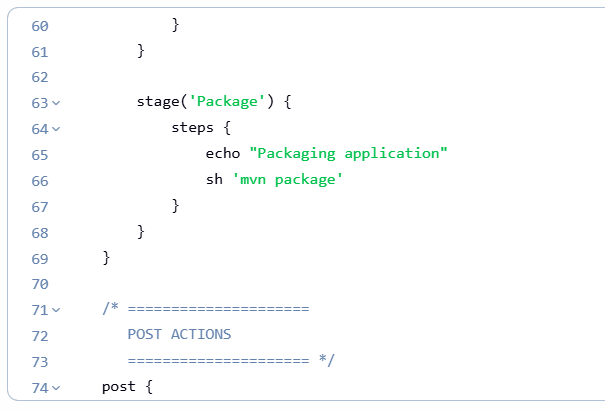 60             }
61         }
62
63         stage('Package') {
64             steps {
65                 echo "Packaging application"
66                 sh 'mvn package'
67             }
68         }
69     }
70
71     /* =====================
72        POST ACTIONS
73        ===================== */
74     post {